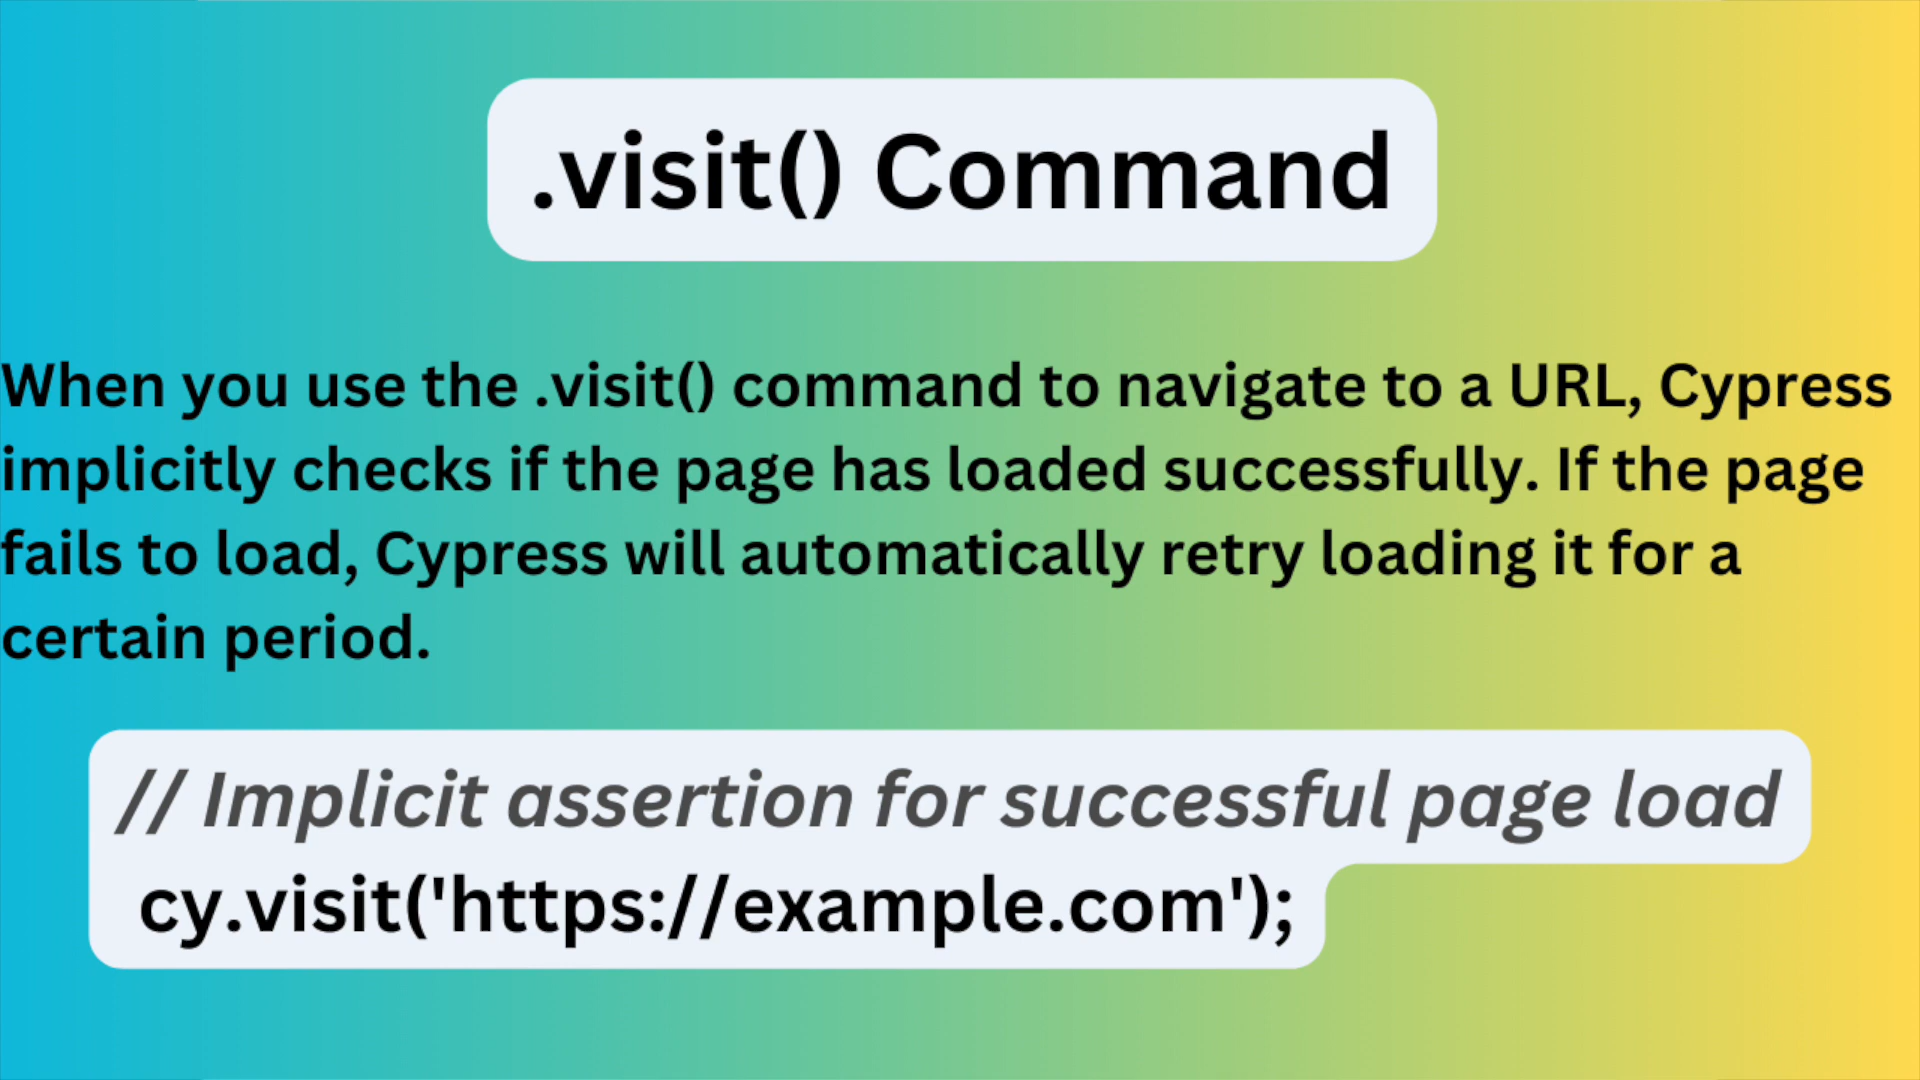 .visit() Command
When you use the .visit() command to navigate to a URL, Cypress
implicitly checks if the page has loaded successfully. If the page
fails to load, Cypress will automatically retry loading it for a
certain period.
// Implicit assertion for successful page load
cy.visit('https://example.com');